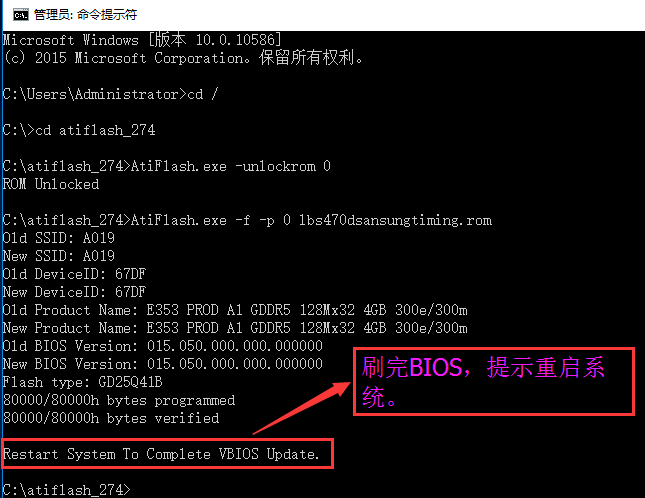 管理员: 命令提示符
Microsoft Windows [版本 10.0.10586]
(c) 2015 Microsoft Corporation。保留所有权利。
C:\Users\Administrator>cd /
C:\>cd atiflash_274
C:\atiflash_274>AtiFlash.exe -unlockrom 0
ROM Unlocked
C:\atiflash_274>AtiFlash.exe -f -p 0 lbs470dsansungtiming.rom
Old SSID: A019
New SSID: A019
Old DeviceID: 67DF
New DeviceID: 67DF
Old Product Name: E353 PROD A1 GDDR5 128Mx32 4GB 300e/300m
New Product Name: E353 PROD A1 GDDR5 128Mx32 4GB 300e/300m
Old BIOS Version: 015.050.000.000.000000
New BIOS Version: 015.050.000.000.000000
Flash type: GD25Q41B
80000/80000h bytes programmed
80000/80000h bytes verified
刷完BIOS，提示重启系
统。
Restart System To Complete VBIOS Update.
C:\atiflash_274>